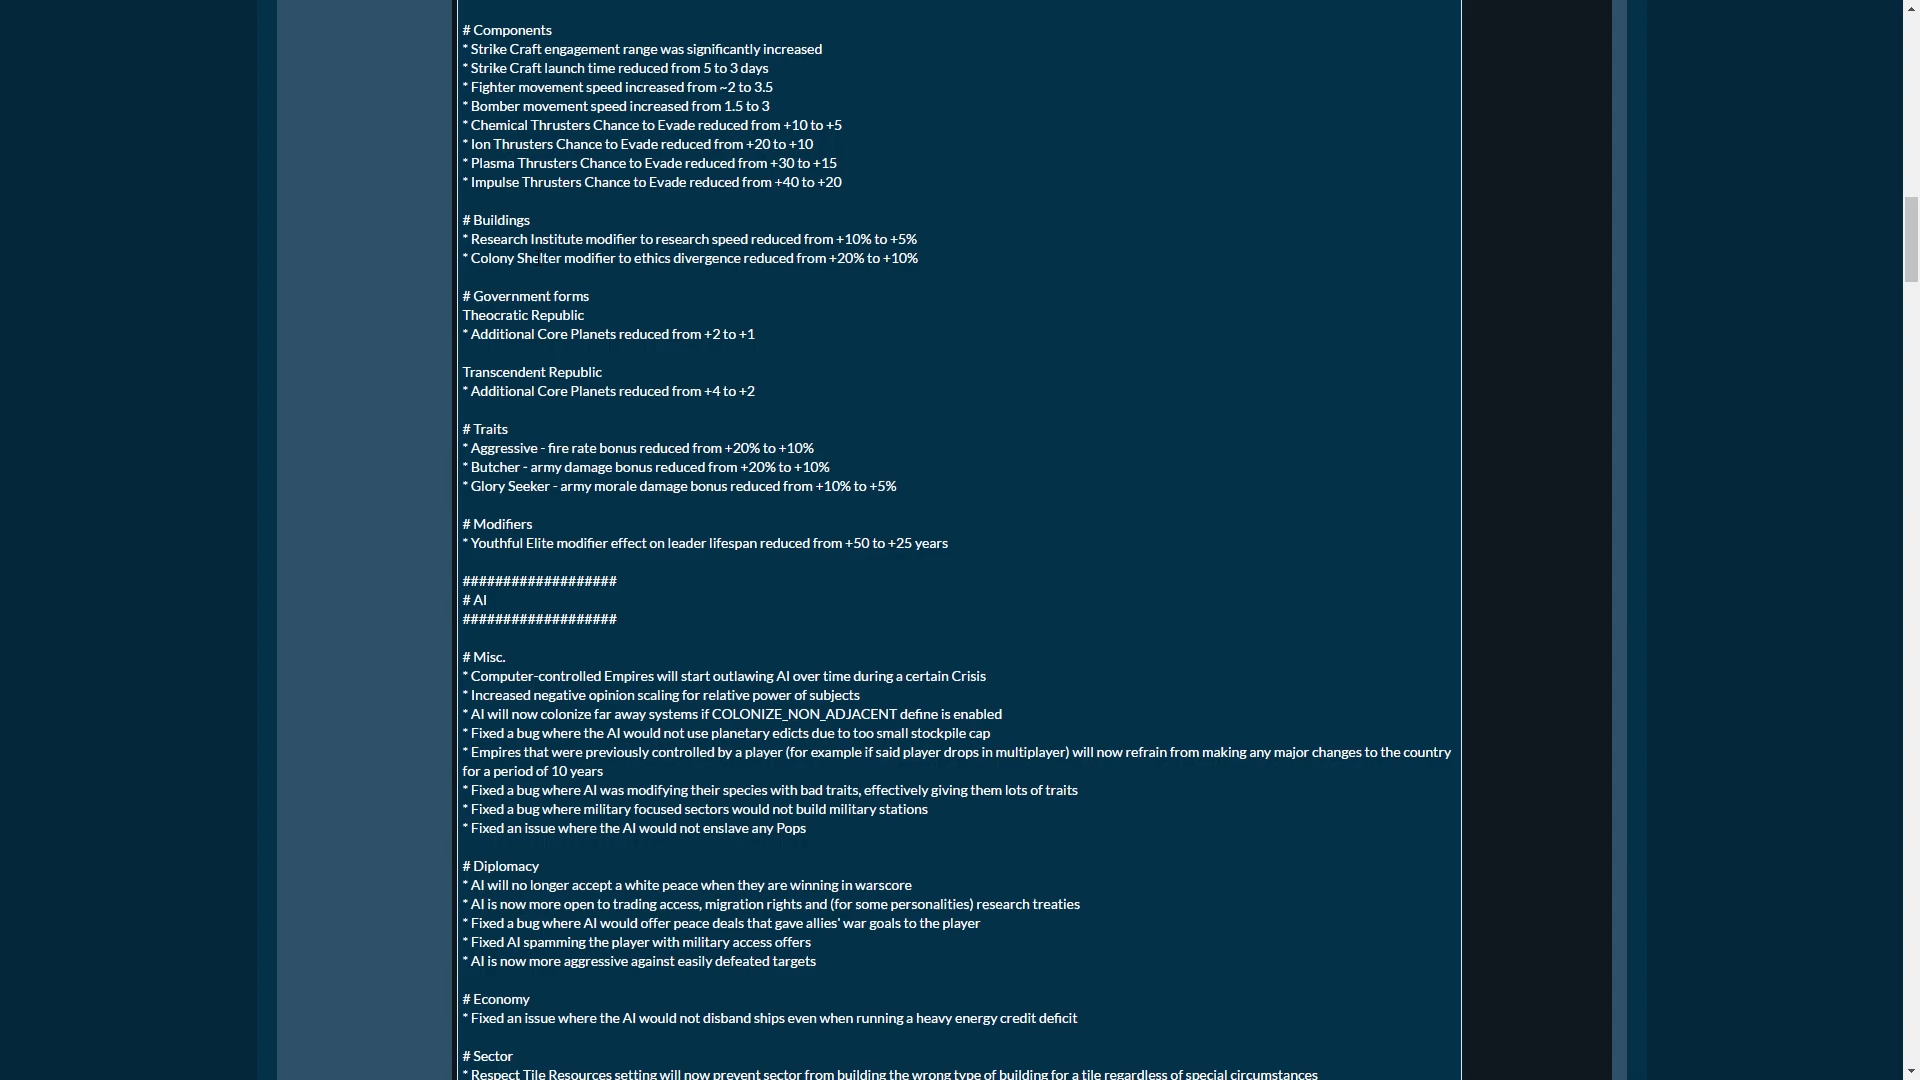 # Components
* Strike Craft engagement range was significantly increased
* Strike Craft launch time reduced from 5 to 3 days
* Fighter movement speed increased from ~2 to 3.5
* Bomber movement speed increased from 1.5 to 3
* Chemical Thrusters Chance to Evade reduced from +10 to +5
* Ion Thrusters Chance to Evade reduced from +20 to +10
* Plasma Thrusters Chance to Evade reduced from +30 to +15
* Impulse Thrusters Chance to Evade reduced from +40 to +20
# Buildings
* Research Institute modifier to research speed reduced from +10% to +5%
* Colony Shelter modifier to ethics divergence reduced from +20% to +10%
# Government forms
Theocratic Republic
* Additional Core Planets reduced from +2 to +1
Transcendent Republic
* Additional Core Planets reduced from +4 to +2
# Traits
* Aggressive - fire rate bonus reduced from +20% to +10%
* Butcher - army damage bonus reduced from +20% to +10%
* Glory Seeker - army morale damage bonus reduced from +10% to +5%
# Modifiers
* Youthful Elite modifier effect on leader lifespan reduced from +50 to +25 years
###################
# AI
###################
# Misc.
* Computer-controlled Empires will start outlawing AI over time during a certain Crisis
* Increased negative opinion scaling for relative power of subjects
* AI will now colonize far away systems if COLONIZE_NON_ADJACENT define is enabled
* Fixed a bug where the AI would not use planetary edicts due to too small stockpile cap
* Empires that were previously controlled by a player (for example if said player drops in multiplayer) will now refrain from making any major changes to the country
for a period of 10 years
* Fixed a bug where AI was modifying their species with bad traits, effectively giving them lots of traits
* Fixed a bug where military focused sectors would not build military stations
* Fixed an issue where the AI would not enslave any Pops
# Diplomacy
* AI will no longer accept a white peace when they are winning in warscore
* AI is now more open to trading access, migration rights and (for some personalities) research treaties
* Fixed a bug where AI would offer peace deals that gave allies' war goals to the player
* Fixed AI spamming the player with military access offers
* AI is now more aggressive against easily defeated targets
# Economy
* Fixed an issue where the AI would not disband ships even when running a heavy energy credit deficit
# Sector
* Respect Tile Resources setting will now prevent sector from building the wrong type of building for a tile regardless of special circumstances